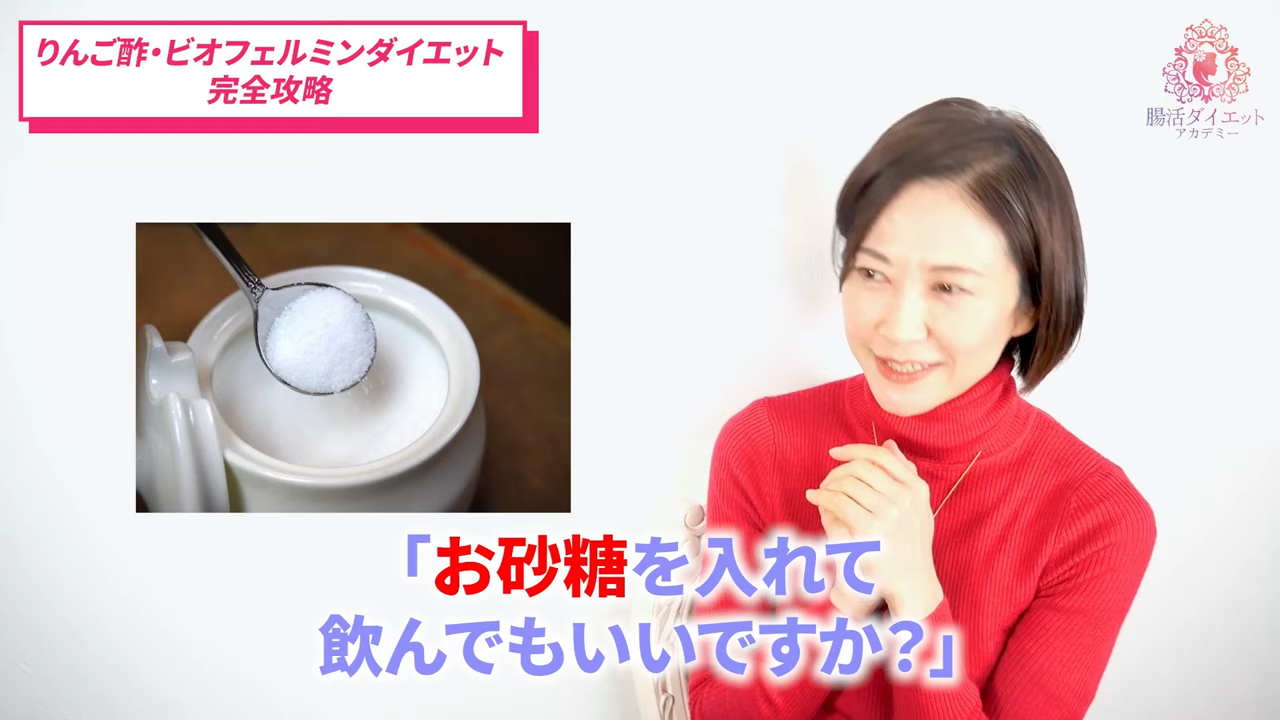 りんご酢・ビオフェルミンダイエット
完全攻略
腸活ダイエット
アカデミー
「お砂糖を入れて
飲んでもいいですか?」